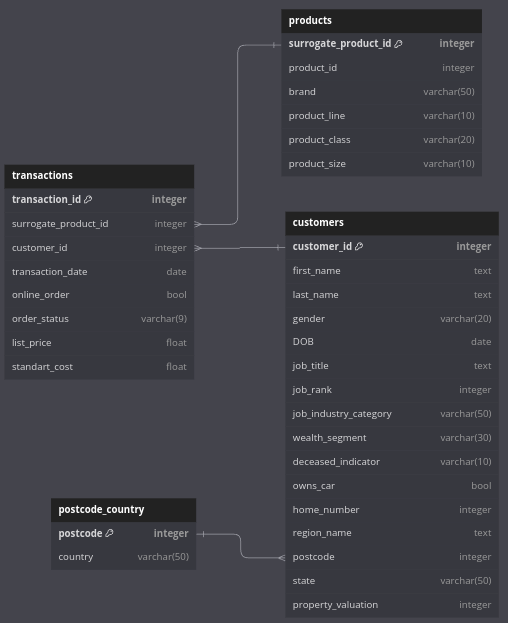 products
surrogate_product_id integer
product_id integer
brand varchar(50)
product_line varchar(10)
product_class varchar(20)
product_size varchar(10)
transactions
transaction_id integer
surrogate_product_id integer
customer_id integer
transaction_date date
online_order bool
order_status varchar(9)
list_price float
standart_cost float
customers
customer_id integer
first_name text
last_name text
gender varchar(20)
DOB date
job_title text
job_rank integer
job_industry_category varchar(50)
wealth_segment varchar(30)
deceased_indicator varchar(10)
owns_car bool
home_number integer
region_name text
postcode integer
state varchar(50)
property_valuation integer
postcode_country
postcode integer
country varchar(50)